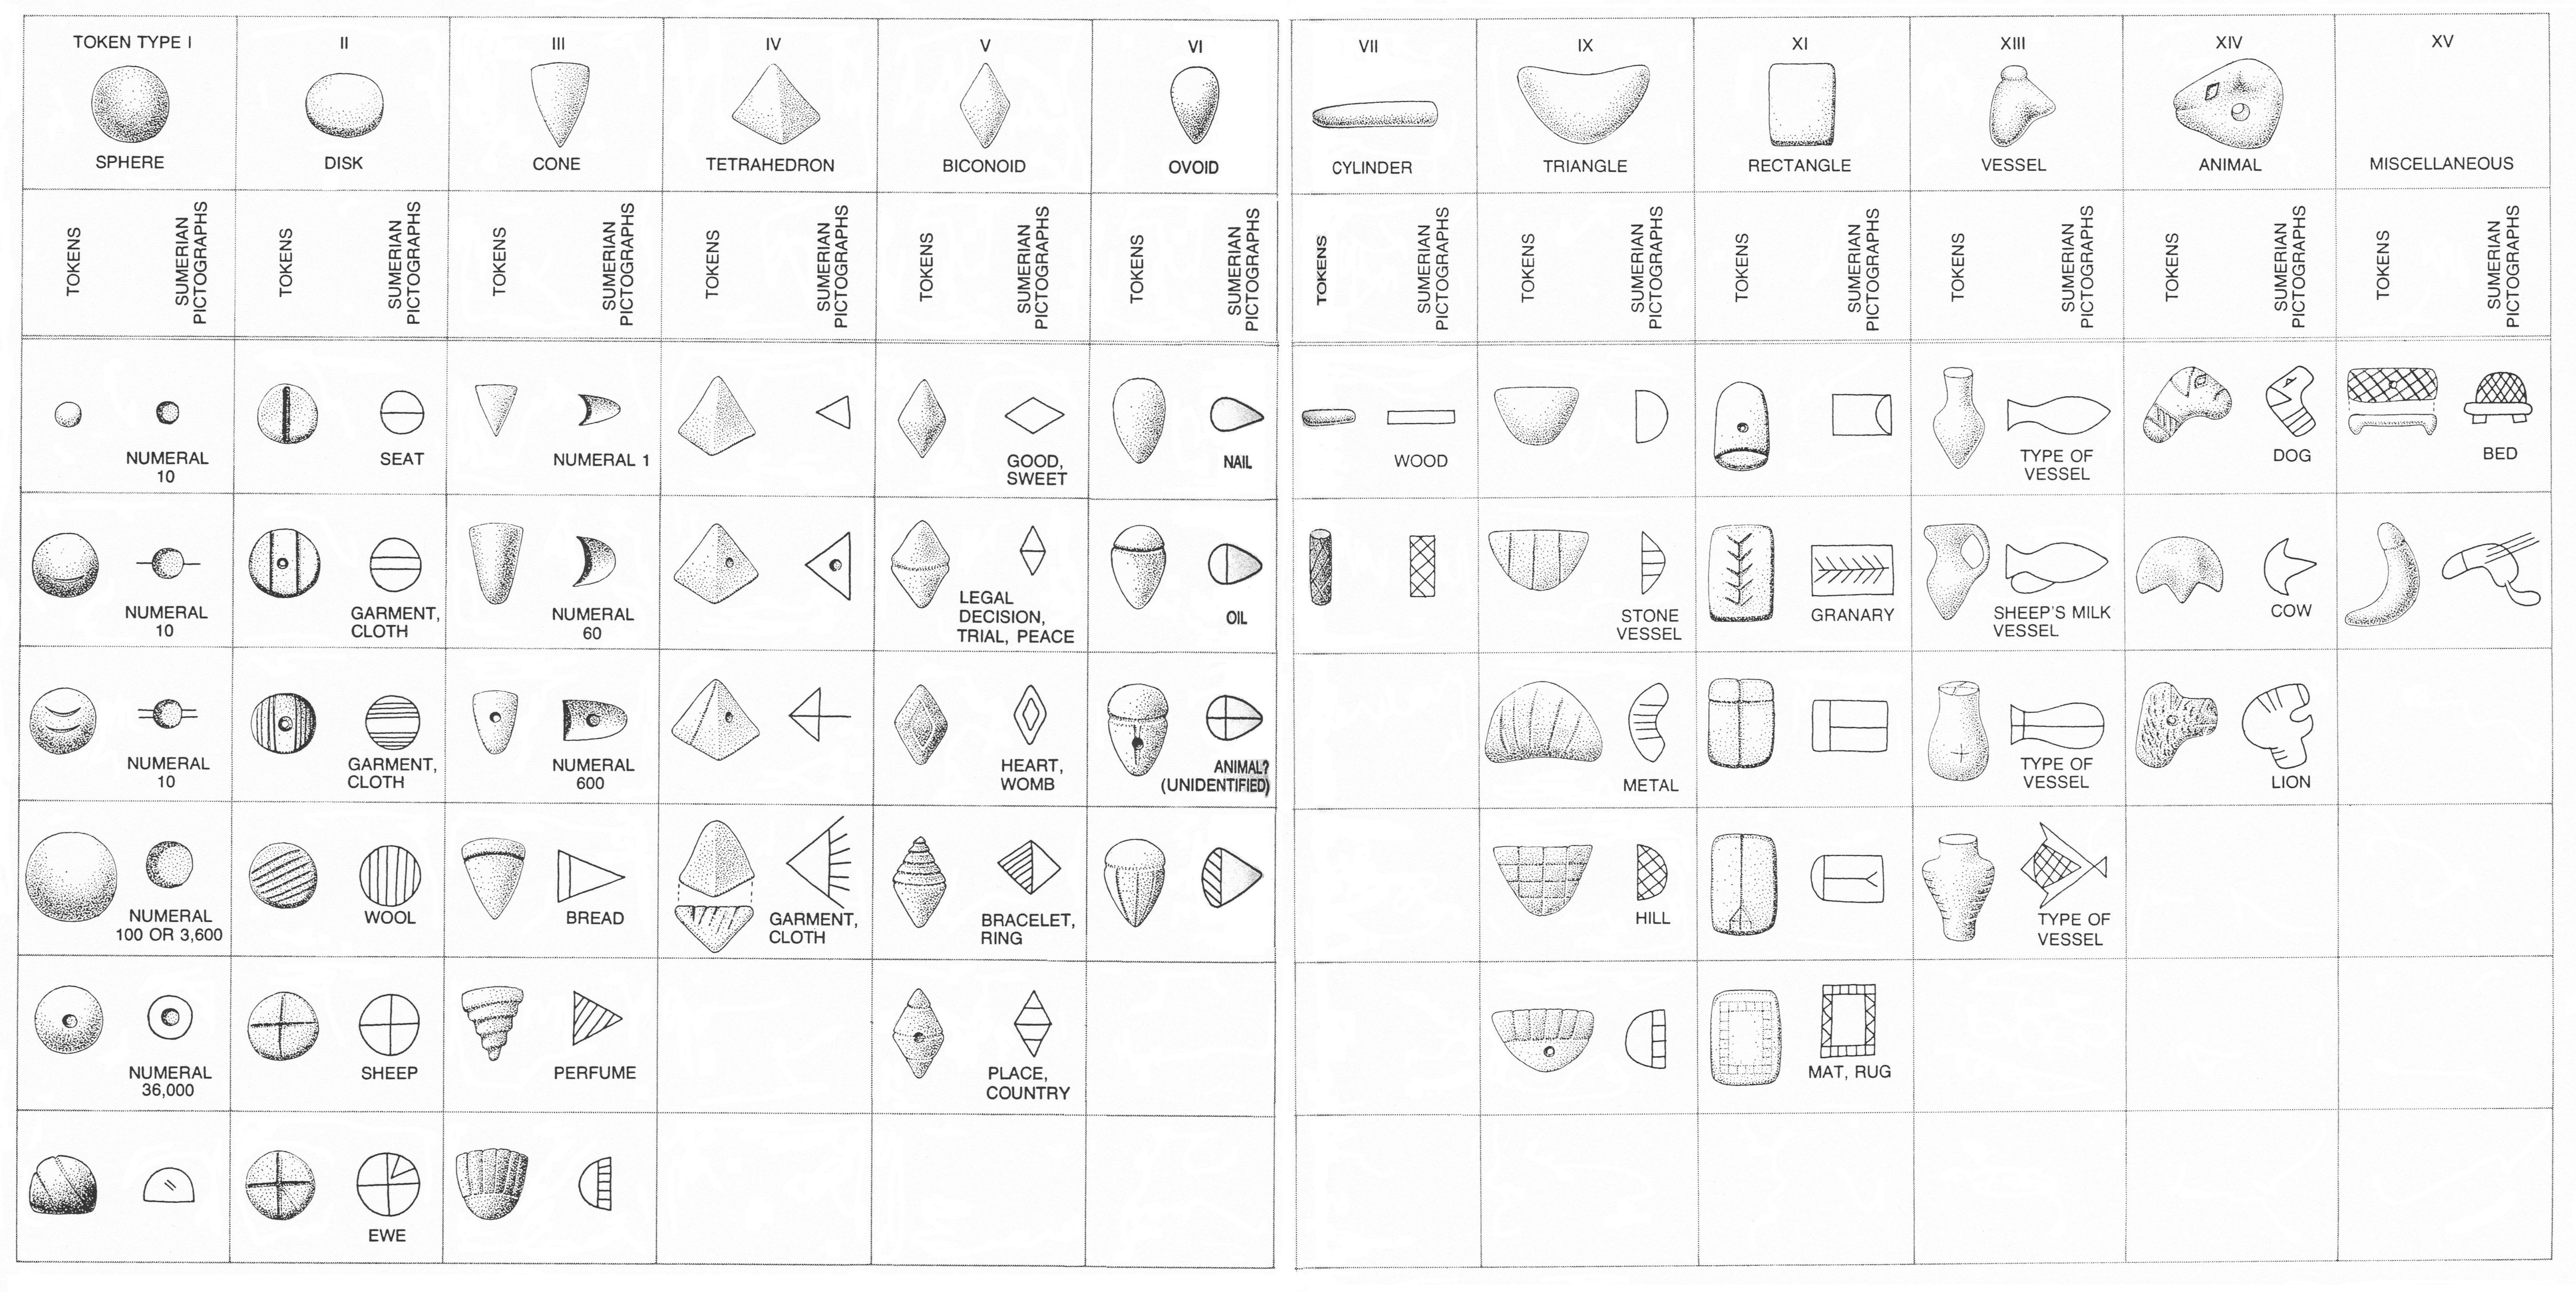 TOKEN TYPE I
SPHERE
II
DISK
III
CONE
IV
TETRAHEDRON
V
BICONOID
VI
OVOID
VII
CYLINDER
IX
TRIANGLE
XI
RECTANGLE
XIII
VESSEL
XIV
ANIMAL
XV
MISCELLANEOUS
TOKENS
SUMERIAN
PICTOGRAPHS
TOKENS
SUMERIAN
PICTOGRAPHS
TOKENS
SUMERIAN
PICTOGRAPHS
TOKENS
SUMERIAN
PICTOGRAPHS
TOKENS
SUMERIAN
PICTOGRAPHS
TOKENS
SUMERIAN
PICTOGRAPHS
TOKENS
SUMERIAN
PICTOGRAPHS
TOKENS
SUMERIAN
PICTOGRAPHS
TOKENS
SUMERIAN
PICTOGRAPHS
TOKENS
SUMERIAN
PICTOGRAPHS
TOKENS
SUMERIAN
PICTOGRAPHS
TOKENS
SUMERIAN
PICTOGRAPHS
NUMERAL
10
SEAT
NUMERAL 1
GOOD,
SWEET
NAIL
WOOD
TYPE OF
VESSEL
DOG
BED
NUMERAL
10
GARMENT,
CLOTH
NUMERAL
60
LEGAL
DECISION,
TRIAL, PEACE
OIL
STONE
VESSEL
GRANARY
SHEEP'S MILK
VESSEL
COW
NUMERAL
10
GARMENT,
CLOTH
NUMERAL
600
HEART,
WOMB
ANIMAL?
(UNIDENTIFIED)
METAL
TYPE OF
VESSEL
LION
NUMERAL
100 OR 3,600
WOOL
BREAD
GARMENT,
CLOTH
BRACELET,
RING
HILL
TYPE OF
VESSEL
NUMERAL
36,000
SHEEP
PERFUME
PLACE,
COUNTRY
MAT, RUG
EWE